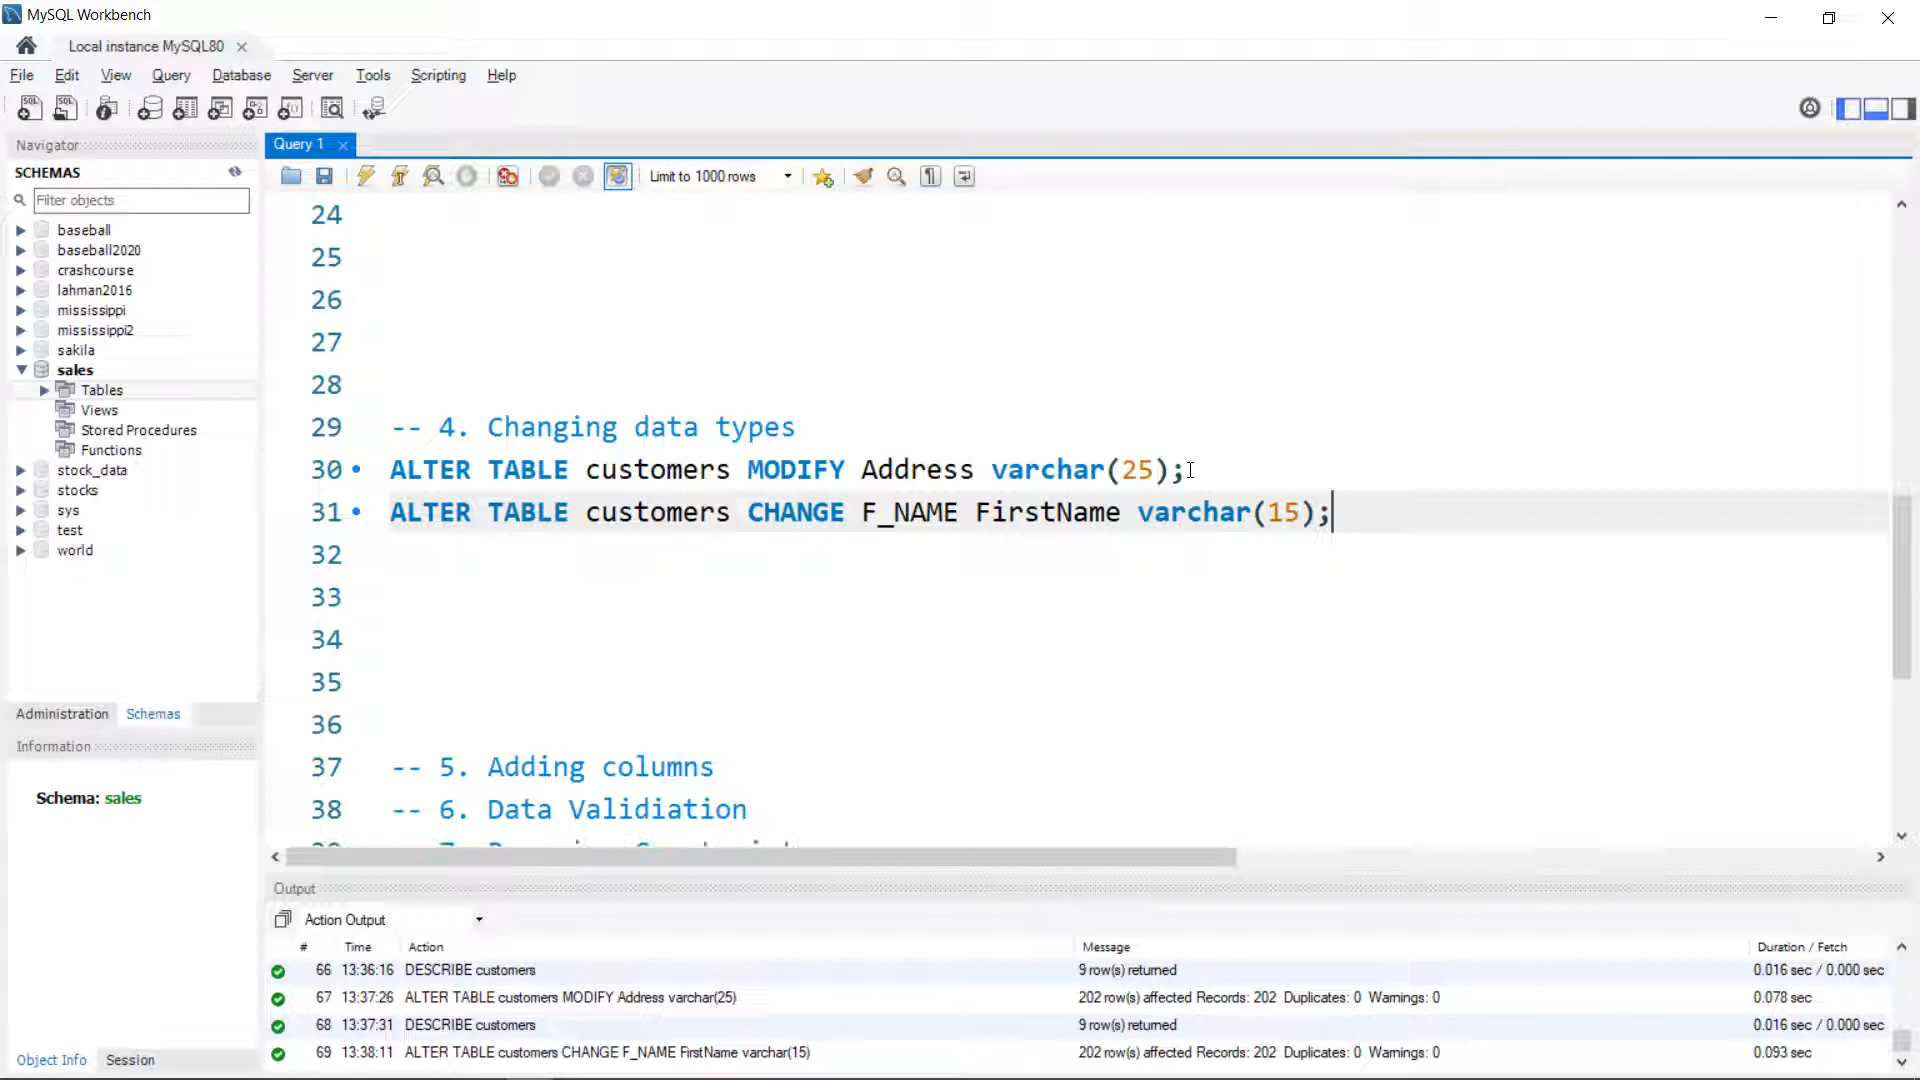 MySQL Workbench
Local instance MySQL80
File Edit View Query Database Server Tools Scripting Help
Navigator
SCHEMAS
Filter objects
baseball
baseball2020
crashcourse
lahman2016
mississippi
mississippi2
sakila
sales
Tables
Views
Stored Procedures
Functions
stock_data
stocks
sys
test
world
Administration Schemas
Information
Schema: sales
Object Info Session
Query 1
Limit to 1000 rows
24
25
26
27
28
29 -- 4. Changing data types
30 ALTER TABLE customers MODIFY Address varchar(25);
31 ALTER TABLE customers CHANGE F_NAME FirstName varchar(15);
32
33
34
35
36
37 -- 5. Adding columns
38 -- 6. Data Validiation
Output
Action Output
# Time Action Message Duration / Fetch
66 13:36:16 DESCRIBE customers 9 row(s) returned 0.016 sec / 0.000 sec
67 13:37:26 ALTER TABLE customers MODIFY Address varchar(25) 202 row(s) affected Records: 202 Duplicates: 0 Warnings: 0 0.078 sec
68 13:37:31 DESCRIBE customers 9 row(s) returned 0.016 sec / 0.000 sec
69 13:38:11 ALTER TABLE customers CHANGE F_NAME FirstName varchar(15) 202 row(s) affected Records: 202 Duplicates: 0 Warnings: 0 0.093 sec